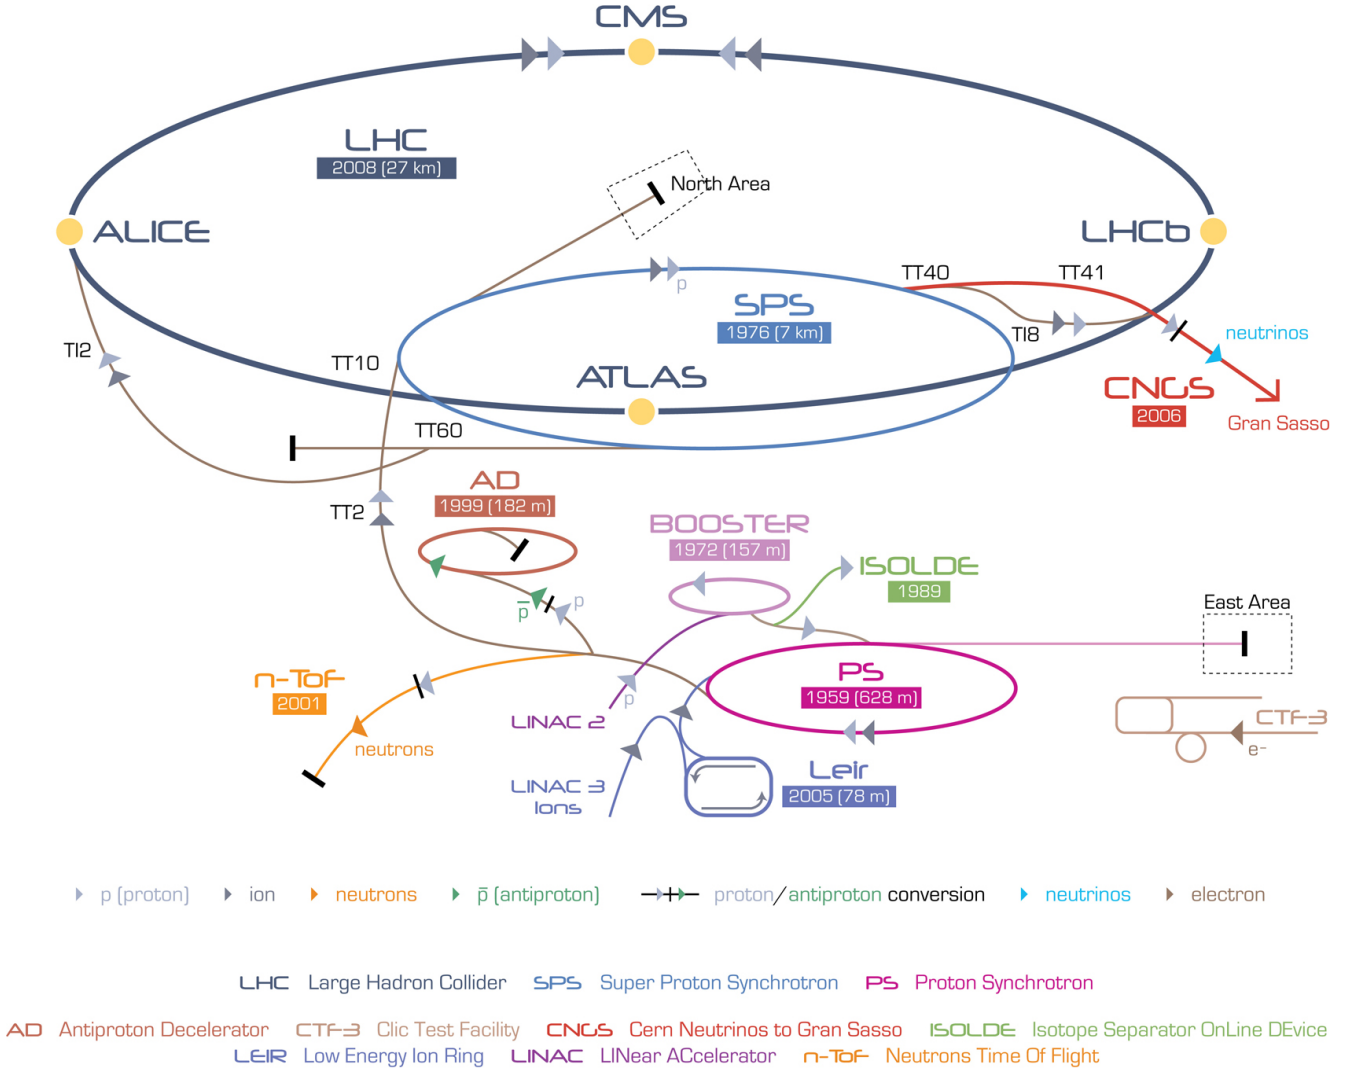 CMS
LHC
2008 (27 km)
North Area
ALICE
LHCb
TT40
TT41
p
SPS
1976 (7 km)
TI8
neutrinos
TI2
TT10
ATLAS
CNGS
2006
Gran Sasso
TT60
AD
1999 (182 m)
TT2
BOOSTER
1972 (157 m)
ISOLDE
1989
p̅
p
East Area
n-ToF
2001
PS
1959 (628 m)
p
LINAC 2
neutrons
CTF3
e-
LINAC 3
Ions
Leir
2005 (78 m)
p (proton) ion neutrons p̅ (antiproton) proton/antiproton conversion neutrinos electron
LHC Large Hadron Collider SPS Super Proton Synchrotron PS Proton Synchrotron
AD Antiproton Decelerator CTF3 Clic Test Facility CNGS Cern Neutrinos to Gran Sasso ISOLDE Isotope Separator OnLine DEvice
LEIR Low Energy Ion Ring LINAC LINear ACcelerator n-ToF Neutrons Time Of Flight